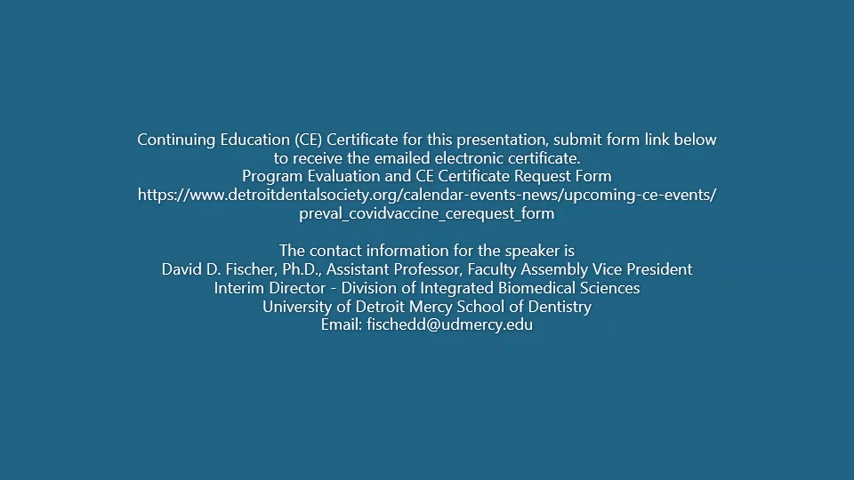 Continuing Education (CE) Certificate for this presentation, submit form link below
to receive the emailed electronic certificate.
Program Evaluation and CE Certificate Request Form
https://www.detroitdentalsociety.org/calendar-events-news/upcoming-ce-events/
preval_covidvaccine_cerequest_form
The contact information for the speaker is
David D. Fischer, Ph.D., Assistant Professor, Faculty Assembly Vice President
Interim Director - Division of Integrated Biomedical Sciences
University of Detroit Mercy School of Dentistry
Email: fischedd@udmercy.edu